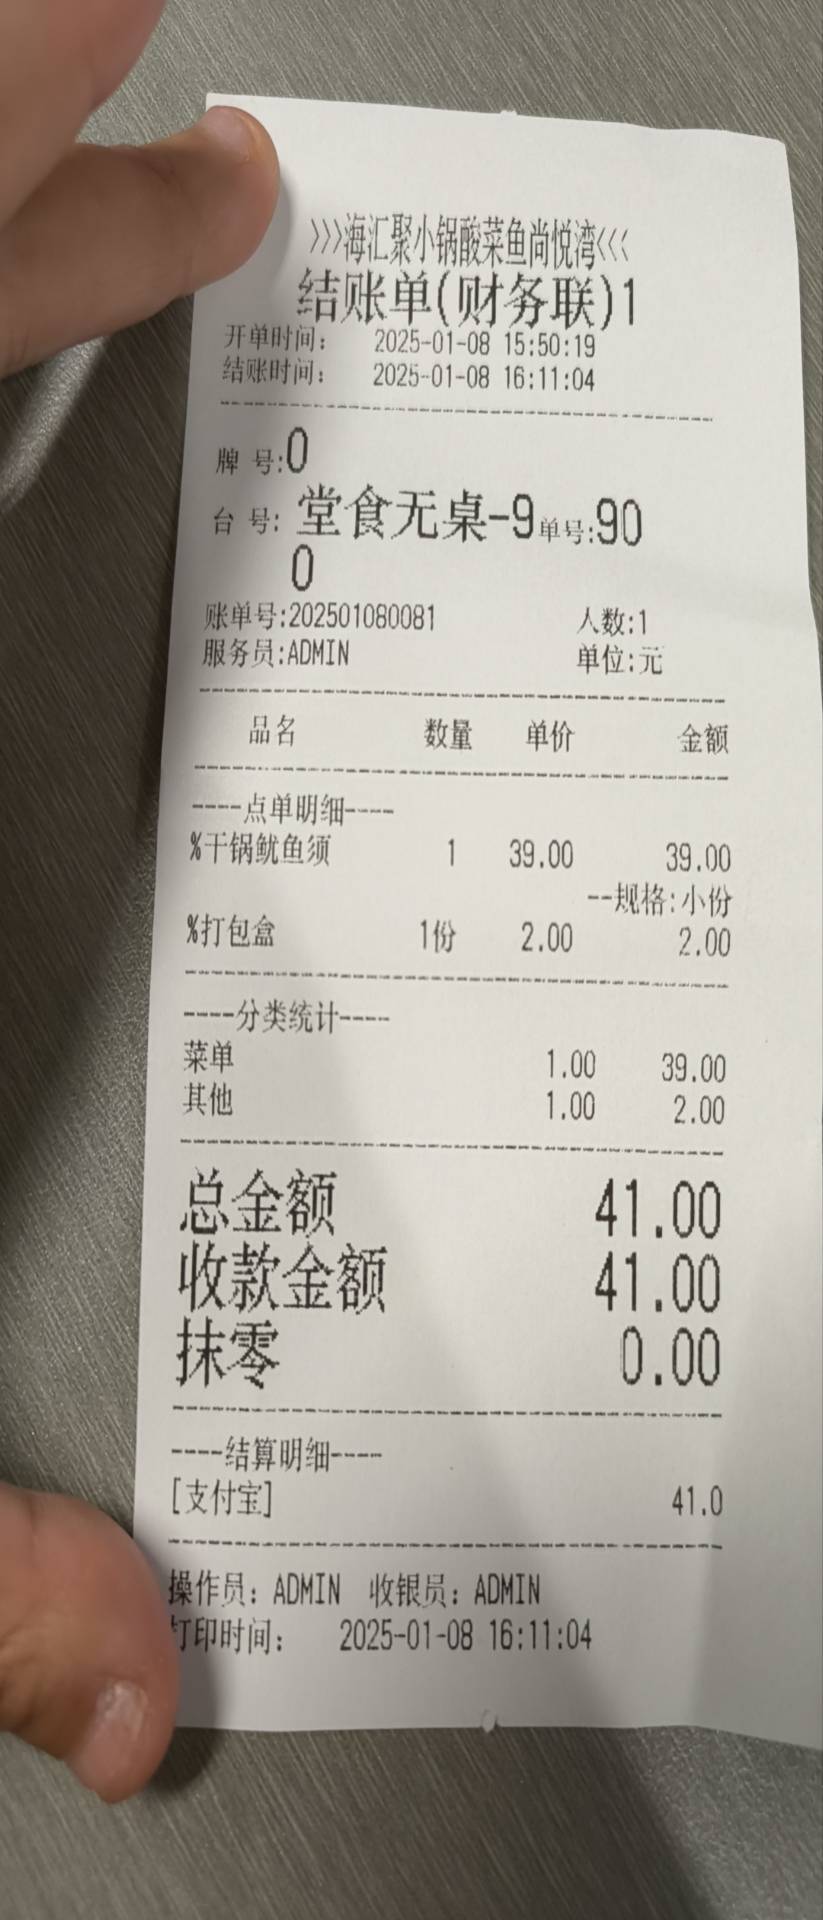 >>>海汇聚小锅酸菜鱼尚悦湾<<<
结账单(财务联)1
开单时间: 2025-01-08 15:50:19
结账时间: 2025-01-08 16:11:04
牌 号:0
台 号: 堂食无桌-9单号:90
0
账单号:202501080081 人数:1
服务员:ADMIN 单位:元
品名 数量 单价 金额
----点单明细----
%干锅鱿鱼须 1 39.00 39.00
--规格:小份
%打包盒 1份 2.00 2.00
----分类统计----
菜单 1.00 39.00
其他 1.00 2.00
总金额 41.00
收款金额 41.00
抹零 0.00
----结算明细----
[支付宝] 41.0
操作员: ADMIN 收银员: ADMIN
打印时间: 2025-01-08 16:11:04